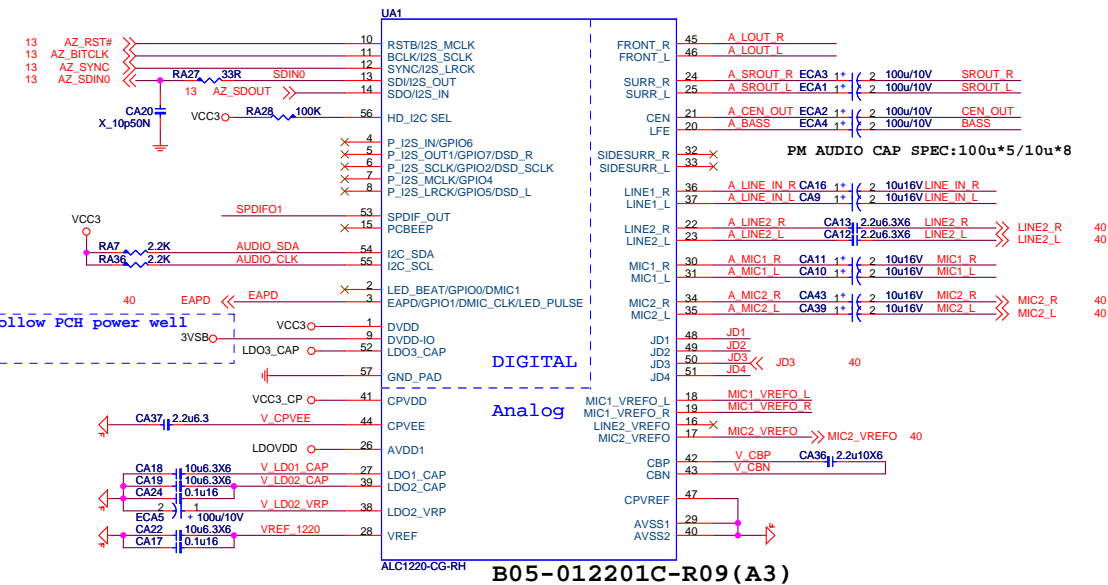 UA1
13 AZ_RST# 10 RSTB/I2S_MCLK FRONT_R 45 A_LOUT_R
13 AZ_BITCLK 11 BCLK/I2S_SCLK FRONT_L 46 A_LOUT_L
13 AZ_SYNC 12 SYNC/I2S_LRCK
13 AZ_SDIN0 RA27 33R SDIN0 13 SDI/I2S_OUT SURR_R 24 A_SROUT_R ECA3 1+ 2 100u/10V SROUT_R
13 AZ_SDOUT 14 SDO/I2S_IN SURR_L 25 A_SROUT_L ECA1 1+ 2 100u/10V SROUT_L
CA20
X_10p50N
VCC3 RA28 100K 56 HD_I2C SEL CEN 21 A_CEN_OUT ECA2 1+ 2 100u/10V CEN_OUT
LFE 20 A_BASS ECA4 1+ 2 100u/10V BASS
PM AUDIO CAP SPEC:100u*5/10u*8
4 P_I2S_IN/GPIO6
5 P_I2S_OUT1/GPIO7/DSD_R SIDESURR_R 32
6 P_I2S_SCLK/GPIO2/DSD_SCLK SIDESURR_L 33
7 P_I2S_MCLK/GPIO4
8 P_I2S_LRCK/GPIO5/DSD_L LINE1_R 36 A_LINE_IN_R CA16 1+ 2 10u16V LINE_IN_R
LINE1_L 37 A_LINE_IN_L CA9 1+ 2 10u16V LINE_IN_L
SPDIFO1 53 SPDIF_OUT
15 PCBEEP LINE2_R 22 A_LINE2_R CA13 2.2u6.3X6 LINE2_R LINE2_R 40
LINE2_L 23 A_LINE2_L CA12 2.2u6.3X6 LINE2_L LINE2_L 40
VCC3
RA7 2.2K AUDIO_SDA 54 I2C_SDA
RA36 2.2K AUDIO_CLK 55 I2C_SCL MIC1_R 30 A_MIC1_R CA11 1+ 2 10u16V MIC1_R
MIC1_L 31 A_MIC1_L CA10 1+ 2 10u16V MIC1_L
2 LED_BEAT/GPIO0/DMIC1
40 EAPD EAPD 3 EAPD/GPIO1/DMIC_CLK/LED_PULSE MIC2_R 34 A_MIC2_R CA43 1+ 2 10u16V MIC2_R MIC2_R 40
MIC2_L 35 A_MIC2_L CA39 1+ 2 10u16V MIC2_L MIC2_L 40
ollow PCH power well
VCC3 1 DVDD JD1 48 JD1
3VSB 9 DVDD-IO JD2 49 JD2
LDO3_CAP 52 LDO3_CAP JD3 50 JD3 JD3 40
JD4 51 JD4
DIGITAL
57 GND_PAD
Analog
VCC3_CP 41 CPVDD MIC1_VREFO_L 18 MIC1_VREFO_L
MIC1_VREFO_R 19 MIC1_VREFO_R
CA37 2.2u6.3 V_CPVEE 44 CPVEE LINE2_VREFO 16
MIC2_VREFO 17 MIC2_VREFO MIC2_VREFO 40
LDOVDD 26 AVDD1
CBP 42 V_CBP CA36 2.2u10X6
CA18 10u6.3X6 V_LD01_CAP 27 LDO1_CAP CBN 43 V_CBN
CA19 10u6.3X6 V_LD02_CAP 39 LDO2_CAP
CA24 0.1u16
CPVREF 47
2 1 V_LD02_VRP 38 LDO2_VRP
ECA5 + 100u/10V
AVSS1 29
CA22 10u6.3X6 VREF_1220 28 VREF AVSS2 40
CA17 0.1u16
ALC1220-CG-RH
B05-012201C-R09(A3)